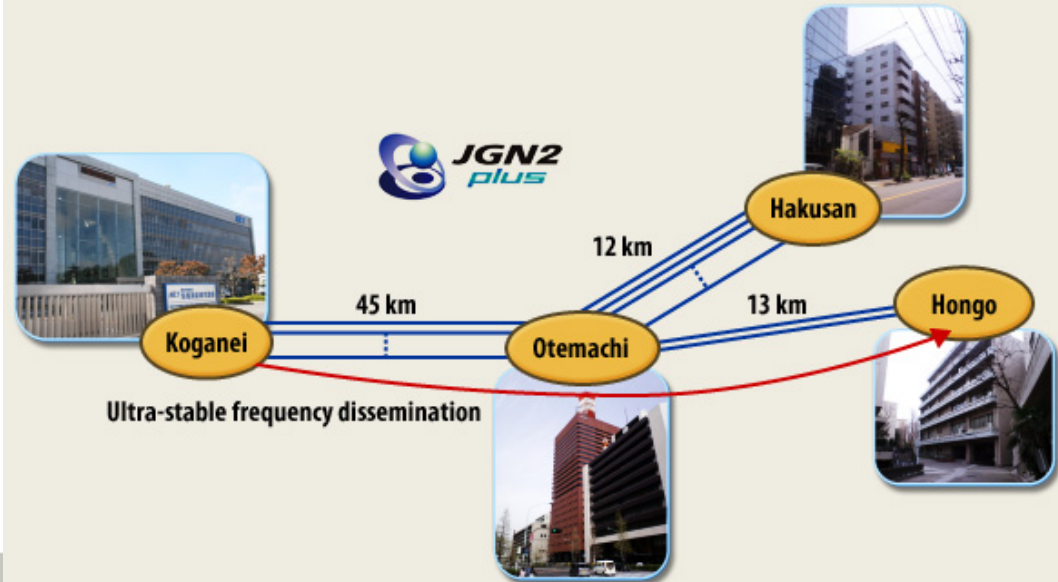 JGN2
plus
Hakusan
12 km
45 km
13 km
Hongo
Koganei
Otemachi
Ultra-stable frequency dissemination